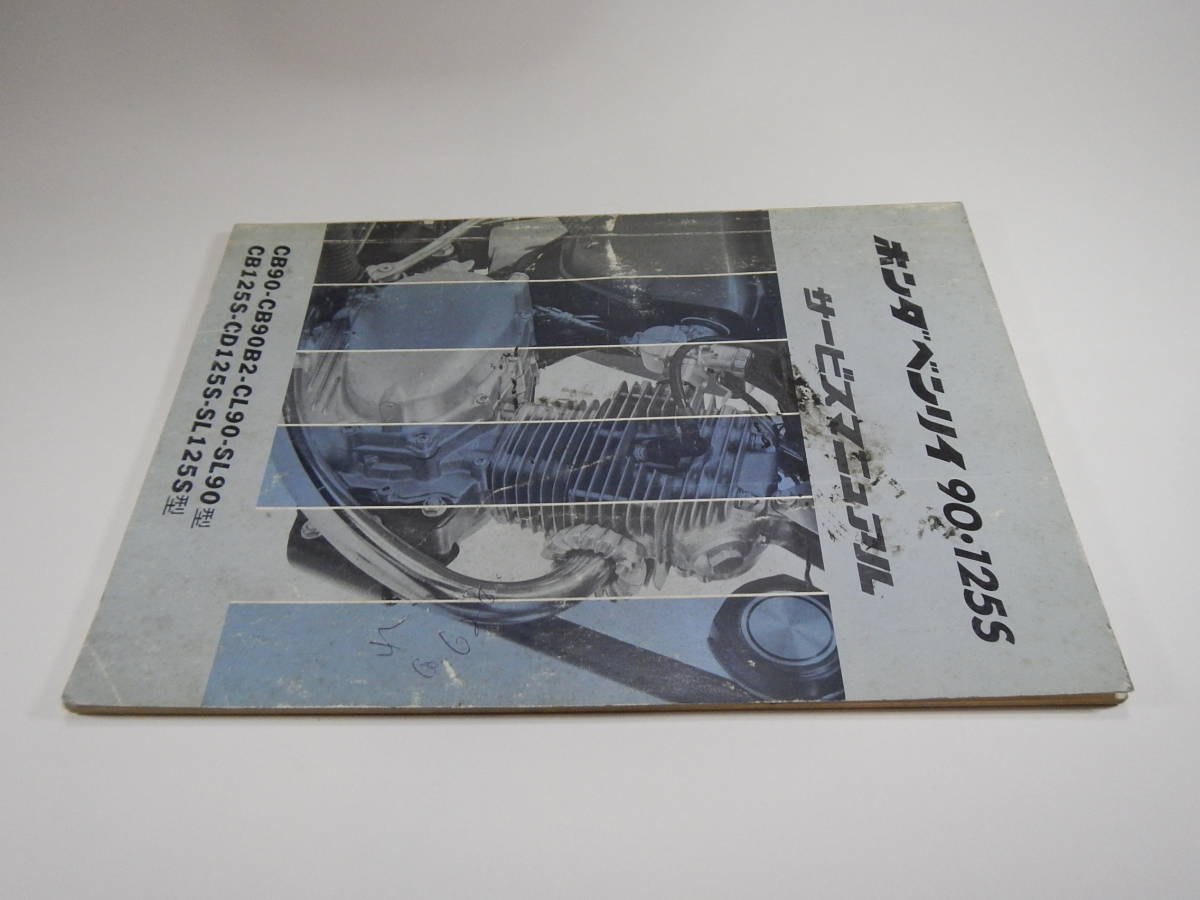 ホンダベンリイ 90・125S
サービスマニュアル
CB90-CB90B2-CL90-SL90型
CB125S-CD125S-SL125S型